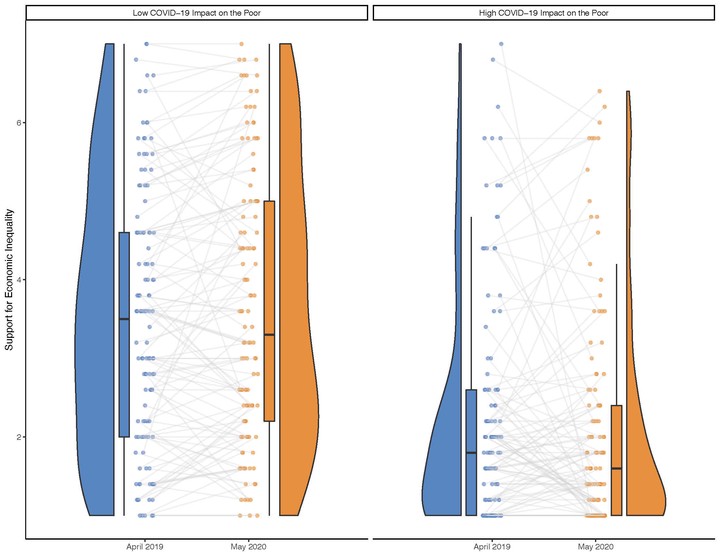 Low COVID−19 Impact on the Poor
High COVID−19 Impact on the Poor
Support for Economic Inequality
6
4
2
April 2019
May 2020
April 2019
May 2020